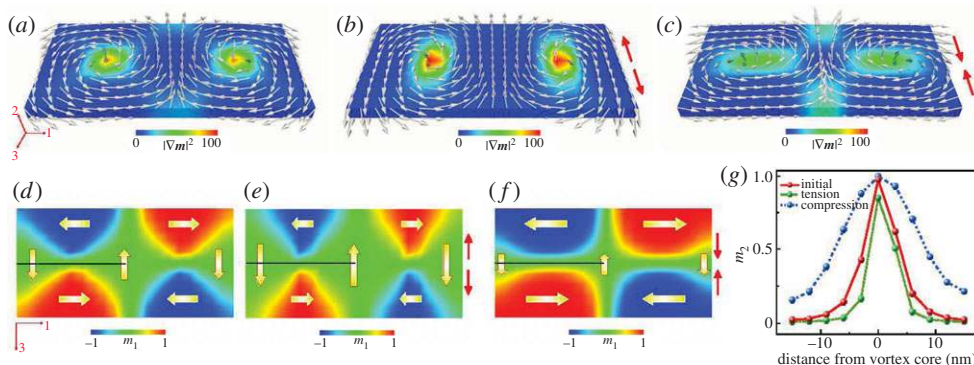 (a)
(b)
(c)
2
1
3
0 100
|∇m|²
0 100
|∇m|²
0 100
|∇m|²
(d)
(e)
(f)
(g)
1
3
−1 1
m₁
−1 1
m₁
−1 1
m₁
1.0
0.5
0
m₂
initial
tension
compression
−10 0 10
distance from vortex core (nm)